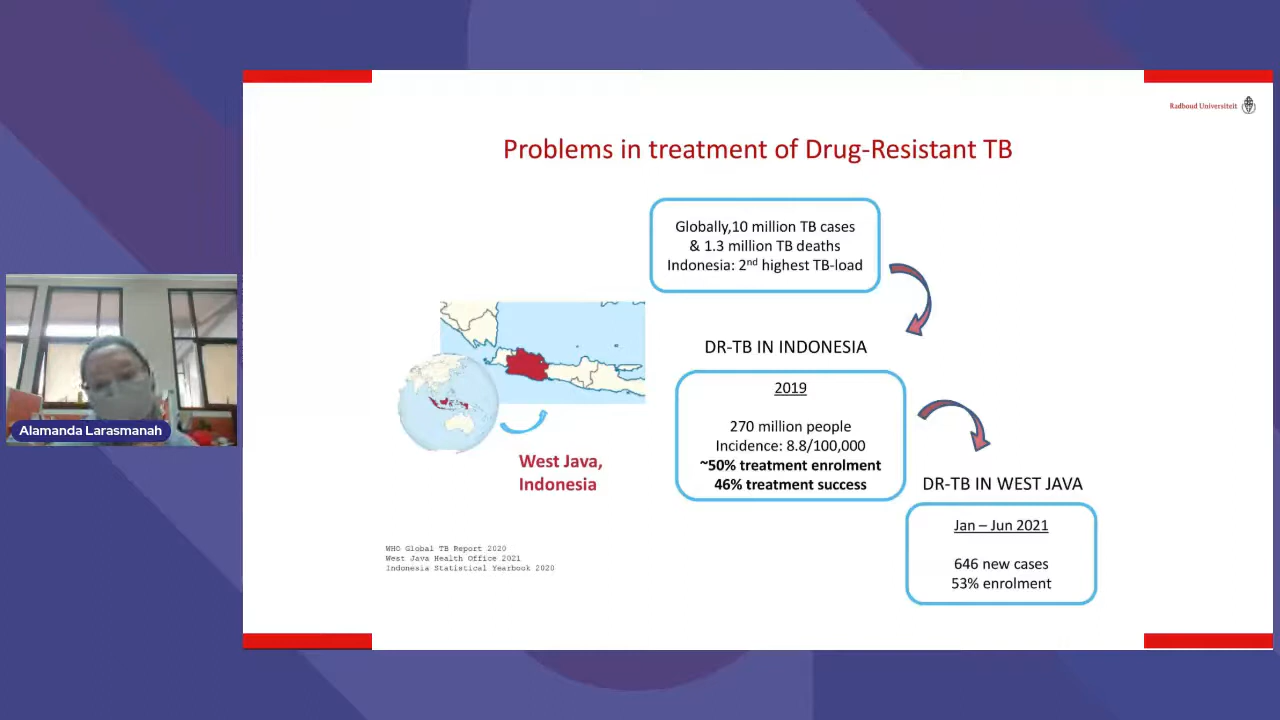 Radboud Universiteit
Problems in treatment of Drug-Resistant TB
Globally,10 million TB cases
& 1.3 million TB deaths
Indonesia: 2nd highest TB-load
DR-TB IN INDONESIA
2019
270 million people
Incidence: 8.8/100,000
~50% treatment enrolment
46% treatment success
West Java,
Indonesia
DR-TB IN WEST JAVA
Jan – Jun 2021
646 new cases
53% enrolment
WHO Global TB Report 2020
West Java Health Office 2021
Indonesia Statistical Yearbook 2020
Alamanda Larasmanah